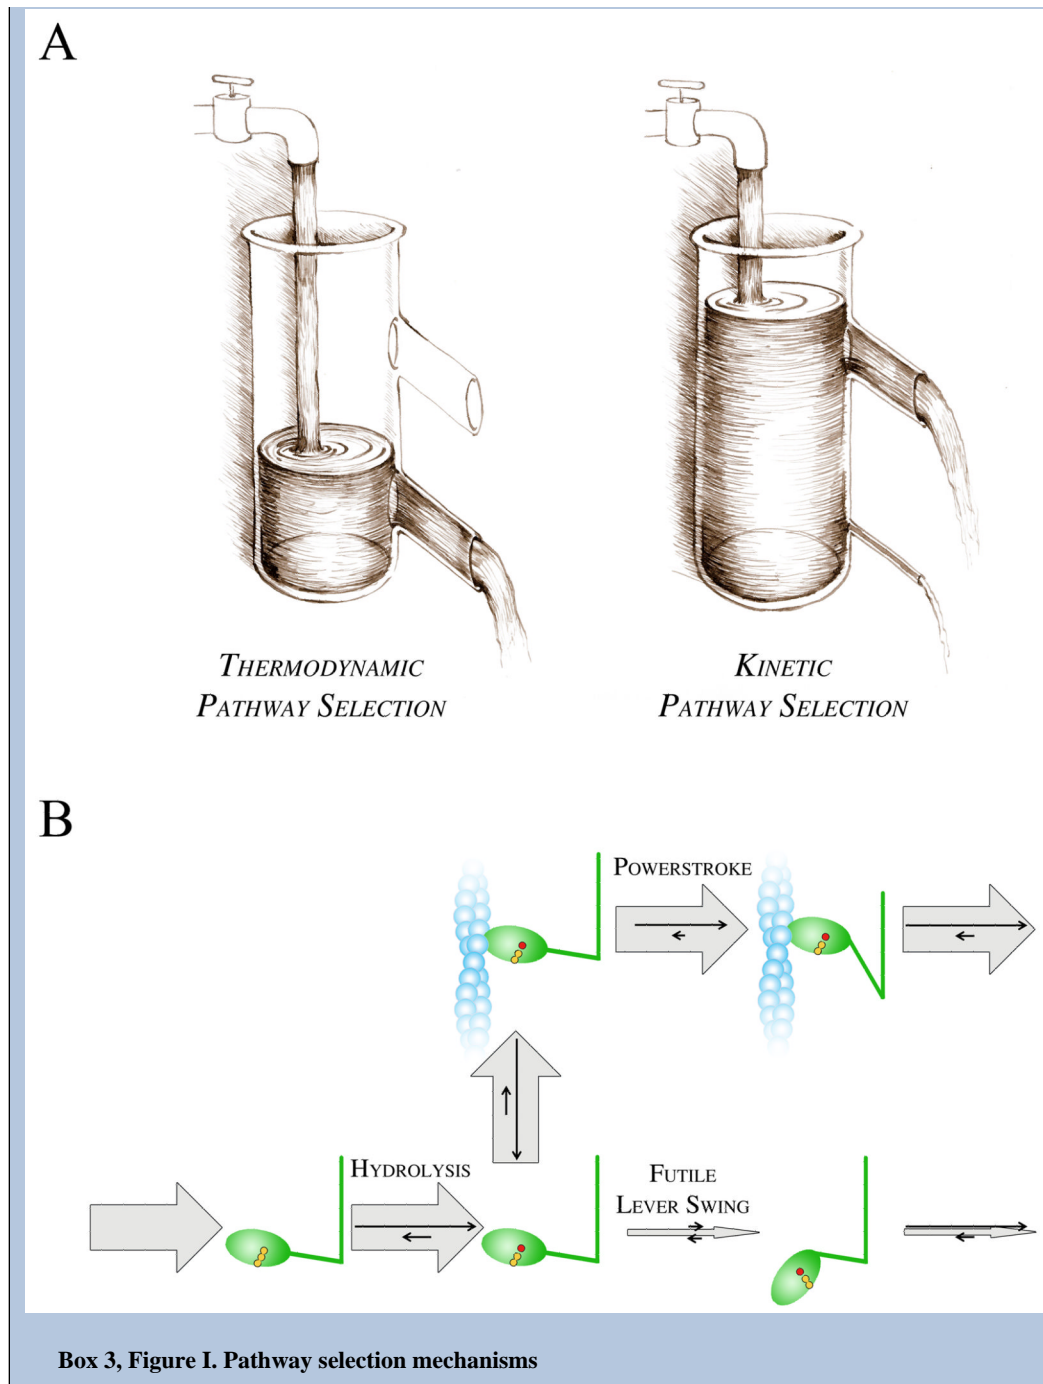 A
THERMODYNAMIC
PATHWAY SELECTION
KINETIC
PATHWAY SELECTION
B
POWERSTROKE
HYDROLYSIS
FUTILE
LEVER SWING
Box 3, Figure I. Pathway selection mechanisms